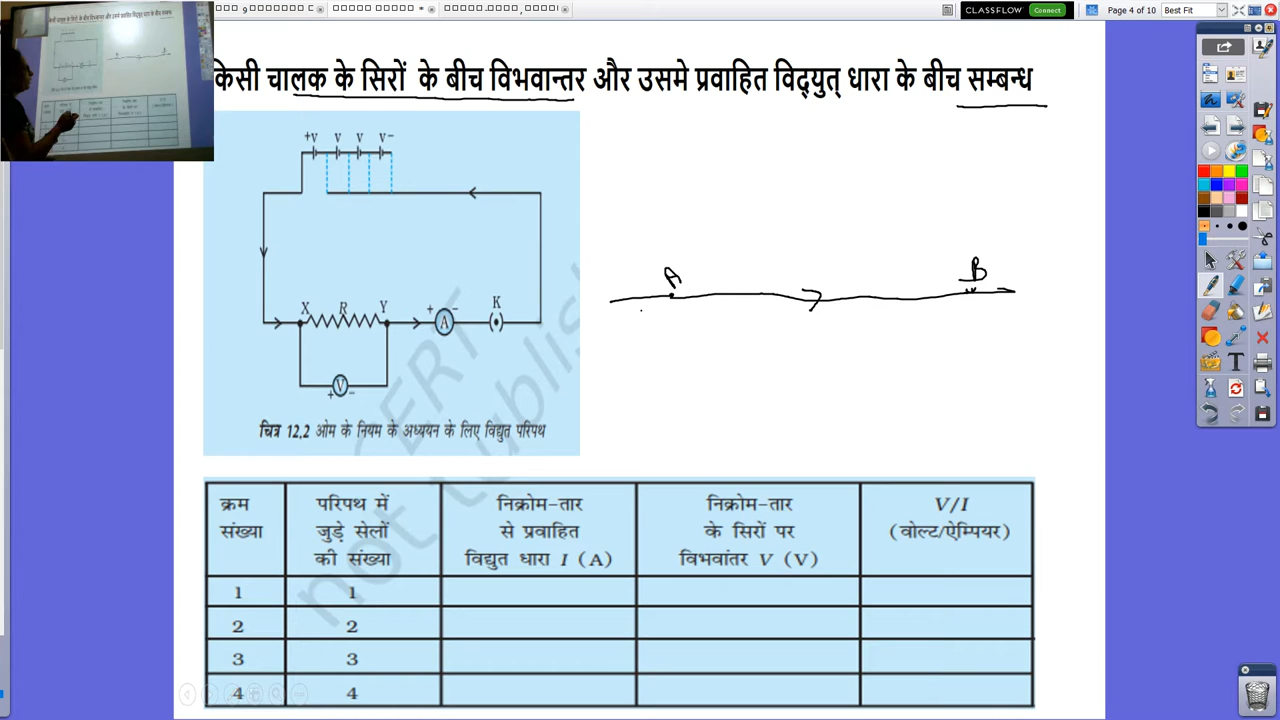 CLASSFLOW Connect
Page 4 of 10
Best Fit
किसी चालक के सिरों के बीच विभवान्तर और उसमे प्रवाहित विद्युत् धारा के बीच सम्बन्ध
+v v v v−
X R Y
+ A −
K
(•)
+ V −
चित्र 12.2 ओम के नियम के अध्ययन के लिए विद्युत परिपथ
A
B
not
क्रम संख्या
परिपथ में जुड़े सेलों की संख्या
निक्रोम-तार से प्रवाहित विद्युत धारा I (A)
निक्रोम-तार के सिरों पर विभवांतर V (V)
V/I (वोल्ट/ऐम्पियर)
1 1
2 2
3 3
4 4